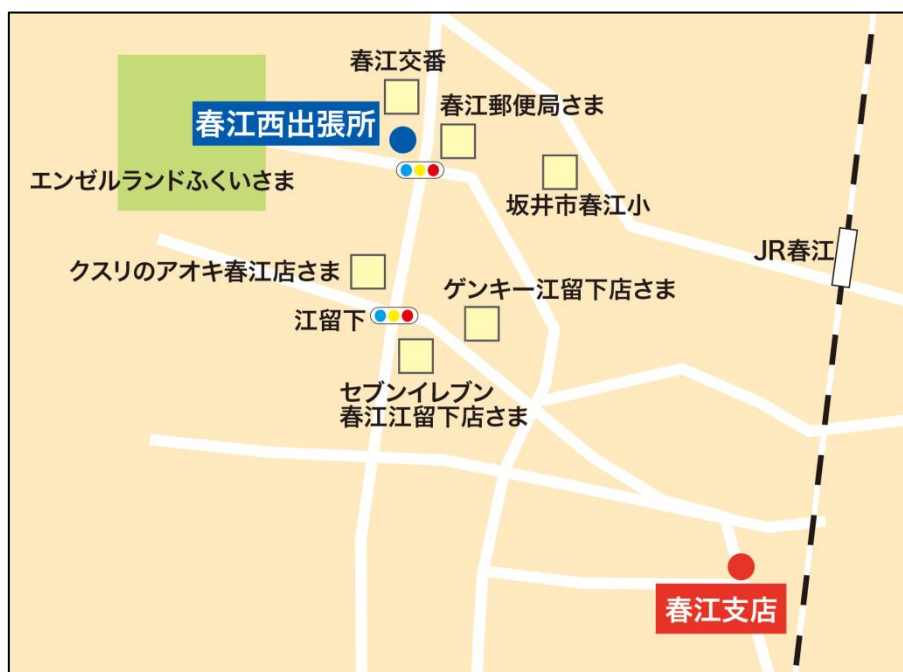 春江交番
春江郵便局さま
春江西出張所
エンゼルランドふくいさま
坂井市春江小
JR春江
クスリのアオキ春江店さま
ゲンキー江留下店さま
江留下
セブンイレブン
春江江留下店さま
春江支店